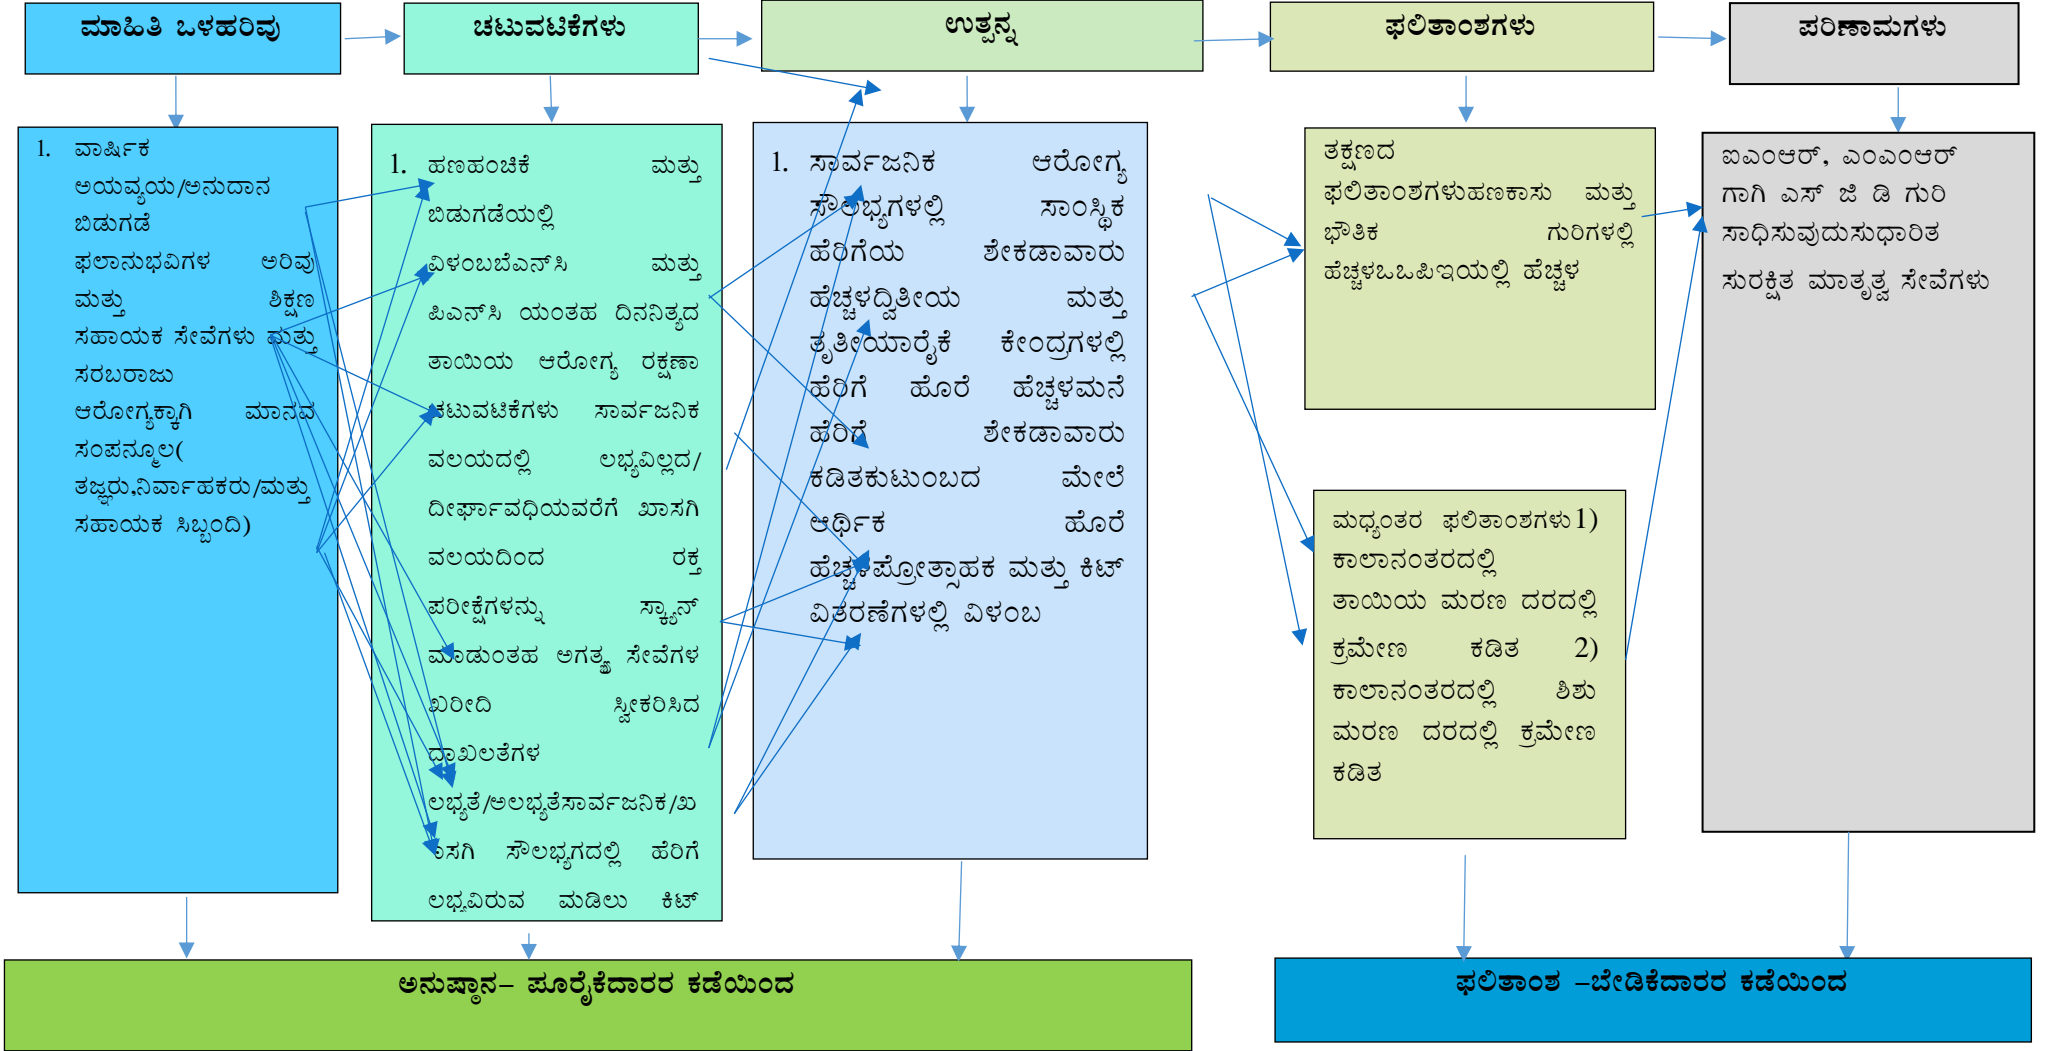 ಮಾಹಿತಿ ಒಳಹರಿವು
ಚಟುವಟಿಕೆಗಳು
ಉತ್ಪನ್ನ
ಫಲಿತಾಂಶಗಳು
ಪರಿಣಾಮಗಳು
1. ವಾರ್ಷಿಕ
ಅಯವ್ಯಯ/ಅನುದಾನ
ಬಿಡುಗಡೆ
ಫಲಾನುಭವಿಗಳ ಅರಿವು
ಮತ್ತು ಶಿಕ್ಷಣ
ಸಹಾಯಕ ಸೇವೆಗಳು ಮತ್ತು
ಸರಬರಾಜು
ಆರೋಗ್ಯಕ್ಕಾಗಿ ಮಾನವ
ಸಂಪನ್ಮೂಲ(
ತಜ್ಞರು,ನಿರ್ವಾಹಕರು/ಮತ್ತು
ಸಹಾಯಕ ಸಿಬ್ಬಂದಿ)
1. ಹಣಹಂಚಿಕೆ ಮತ್ತು
ಬಿಡುಗಡೆಯಲ್ಲಿ
ವಿಳಂಬಬೆಎನ್‌ಸಿ ಮತ್ತು
ಪಿಎನ್‌ಸಿ ಯಂತಹ ದಿನನಿತ್ಯದ
ತಾಯಿಯ ಆರೋಗ್ಯ ರಕ್ಷಣಾ
ಚಟುವಟಿಕೆಗಳು ಸಾರ್ವಜನಿಕ
ವಲಯದಲ್ಲಿ ಲಭ್ಯವಿಲ್ಲದ/
ದೀರ್ಘಾವಧಿಯವರೆಗೆ ಖಾಸಗಿ
ವಲಯದಿಂದ ರಕ್ತ
ಪರೀಕ್ಷೆಗಳನ್ನು ಸ್ಕ್ಯಾನ್
ಮಾಡುಂತಹ ಅಗತ್ಯ ಸೇವೆಗಳ
ಖರೀದಿ ಸ್ವೀಕರಿಸಿದ
ದಾಖಲತೆಗಳ
ಲಭ್ಯತೆ/ಅಲಭ್ಯತೆಸಾರ್ವಜನಿಕ/ಖ
ಾಸಗಿ ಸೌಲಭ್ಯಗದಲ್ಲಿ ಹೆರಿಗೆ
ಲಭ್ಯವಿರುವ ಮಡಿಲು ಕಿಟ್
1. ಸಾರ್ವಜನಿಕ ಆರೋಗ್ಯ
ಸೌಲಭ್ಯಗಳಲ್ಲಿ ಸಾಂಸ್ಥಿಕ
ಹೆರಿಗೆಯ ಶೇಕಡಾವಾರು
ಹೆಚ್ಚಳದ್ವಿತೀಯ ಮತ್ತು
ತೃತೀಯಾರೈಕೆ ಕೇಂದ್ರಗಳಲ್ಲಿ
ಹೆರಿಗೆ ಹೊರೆ ಹೆಚ್ಚಳಮನೆ
ಹೆರಿಗೆ ಶೇಕಡಾವಾರು
ಕಡಿತಕುಟುಂಬದ ಮೇಲೆ
ಆರ್ಥಿಕ ಹೊರೆ
ಹೆಚ್ಚಳಪ್ರೋತ್ಸಾಹಕ ಮತ್ತು ಕಿಟ್
ವಿತರಣೆಗಳಲ್ಲಿ ವಿಳಂಬ
ತಕ್ಷಣದ
ಫಲಿತಾಂಶಗಳುಹಣಕಾಸು ಮತ್ತು
ಭೌತಿಕ ಗುರಿಗಳಲ್ಲಿ
ಹೆಚ್ಚಳಒಒಪಿಇಯಲ್ಲಿ ಹೆಚ್ಚಳ
ಮಧ್ಯಂತರ ಫಲಿತಾಂಶಗಳು1)
ಕಾಲಾನಂತರದಲ್ಲಿ
ತಾಯಿಯ ಮರಣ ದರದಲ್ಲಿ
ಕ್ರಮೇಣ ಕಡಿತ 2)
ಕಾಲಾನಂತರದಲ್ಲಿ ಶಿಶು
ಮರಣ ದರದಲ್ಲಿ ಕ್ರಮೇಣ
ಕಡಿತ
ಐಎಂಆರ್, ಎಂಎಂಆರ್
ಗಾಗಿ ಎಸ್ ಜಿ ಡಿ ಗುರಿ
ಸಾಧಿಸುವುದುಸುಧಾರಿತ
ಸುರಕ್ಷಿತ ಮಾತೃತ್ವ ಸೇವೆಗಳು
ಅನುಷ್ಠಾನ– ಪೂರೈಕೆದಾರರ ಕಡೆಯಿಂದ
ಫಲಿತಾಂಶ –ಬೇಡಿಕೆದಾರರ ಕಡೆಯಿಂದ